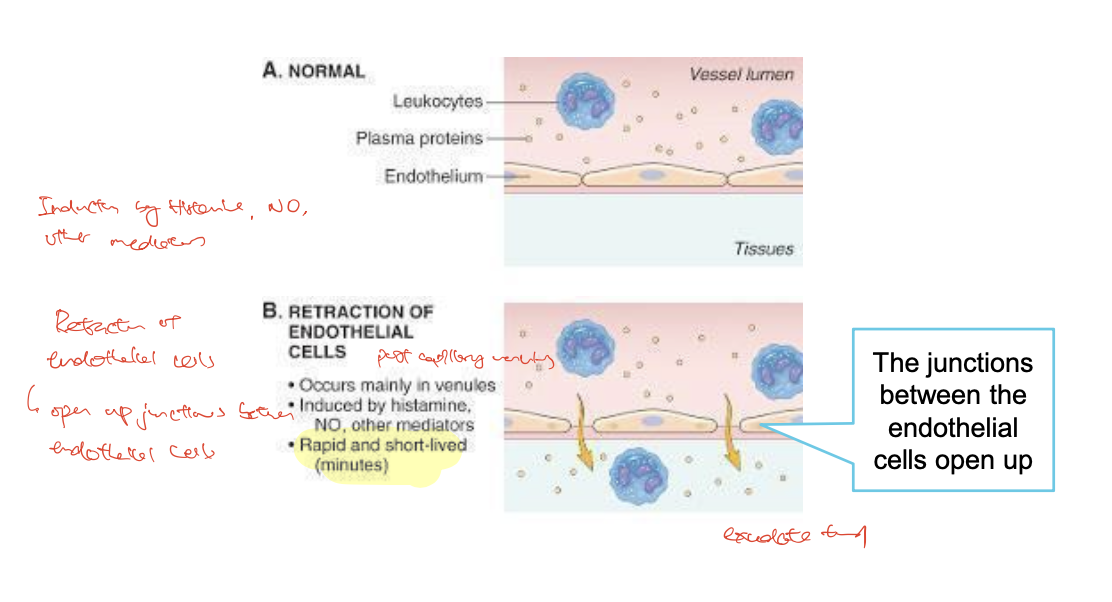 A. NORMAL
Vessel lumen
Leukocytes
Plasma proteins
Endothelium
Tissues
by Histamine, NO,
other mediators
B. RETRACTION OF
ENDOTHELIAL
CELLS
post capillary venules
• Occurs mainly in venules
• Induced by histamine,
NO, other mediators
• Rapid and short-lived
(minutes)
Retraction of
endothelial cells
open up junctions between
endothelial cells
The junctions
between the
endothelial
cells open up
exudate